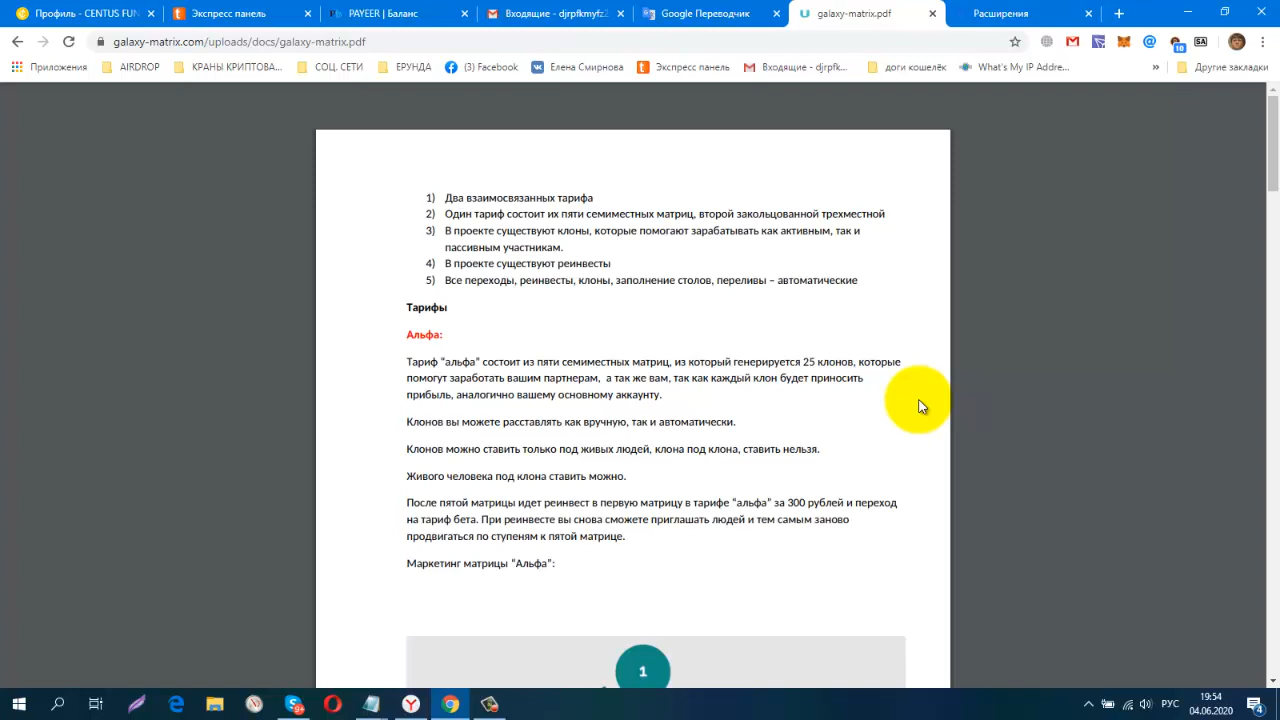 Профиль - CENTUS FUN
Экспресс панель
PAYEER | Баланс
Входящие - djrpfkmyfz2
Google Переводчик
galaxy-matrix.pdf
Расширения
galaxy-matrix.com/uploads/docs/galaxy-matrix.pdf
10
Приложения
AIRDROP
КРАНЫ КРИПТОВА...
СОЦ. СЕТИ
ЕРУНДА
(3) Facebook
Елена Смирнова
Экспресс панель
Входящие - djrpfk...
доги кошелёк
What's My IP Addre...
»
Другие закладки
1) Два взаимосвязанных тарифа
2) Один тариф состоит их пяти семиместных матриц, второй закольцованной трехместной
3) В проекте существуют клоны, которые помогают зарабатывать как активным, так и
пассивным участникам.
4) В проекте существуют реинвесты
5) Все переходы, реинвесты, клоны, заполнение столов, переливы – автоматические
Тарифы
Альфа:
Тариф “альфа” состоит из пяти семиместных матриц, из который генерируется 25 клонов, которые
помогут заработать вашим партнерам, а так же вам, так как каждый клон будет приносить
прибыль, аналогично вашему основному аккаунту.
Клонов вы можете расставлять как вручную, так и автоматически.
Клонов можно ставить только под живых людей, клона под клона, ставить нельзя.
Живого человека под клона ставить можно.
После пятой матрицы идет реинвест в первую матрицу в тарифе “альфа” за 300 рублей и переход
на тариф бета. При реинвесте вы снова сможете приглашать людей и тем самым заново
продвигаться по ступеням к пятой матрице.
Маркетинг матрицы “Альфа”:
1
РУС
19:54
04.06.2020
4